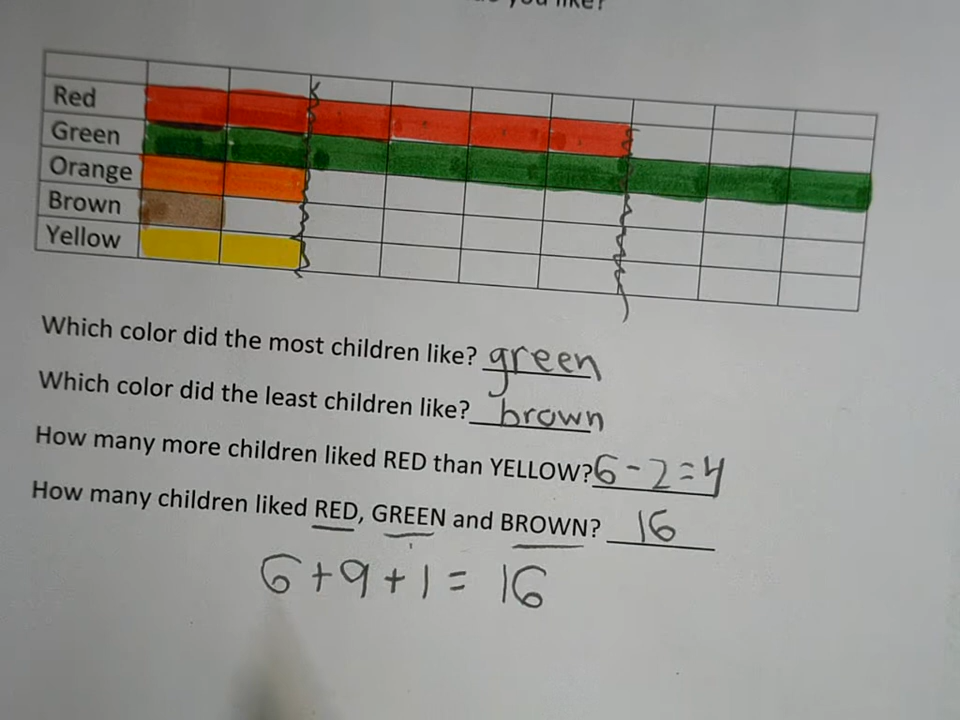 you like?
Red
Green
Orange
Brown
Yellow
Which color did the most children like? green
Which color did the least children like? brown
How many more children liked RED than YELLOW? 6-2=4
How many children liked RED, GREEN and BROWN? 16
6+9+1= 16